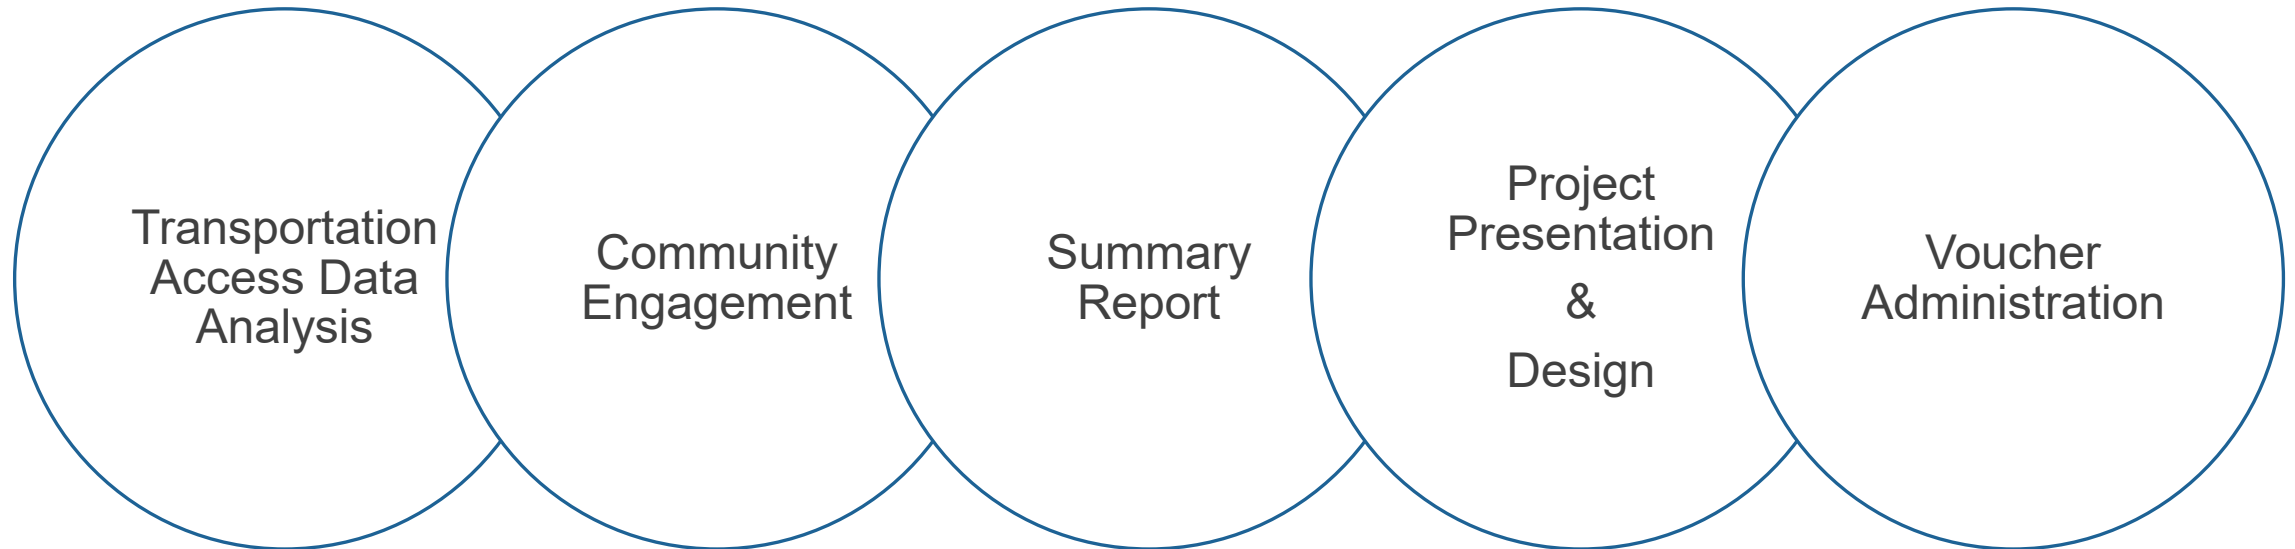 Transportation
Access Data
Analysis
Community
Engagement
Summary
Report
Project
Presentation
&
Design
Voucher
Administration